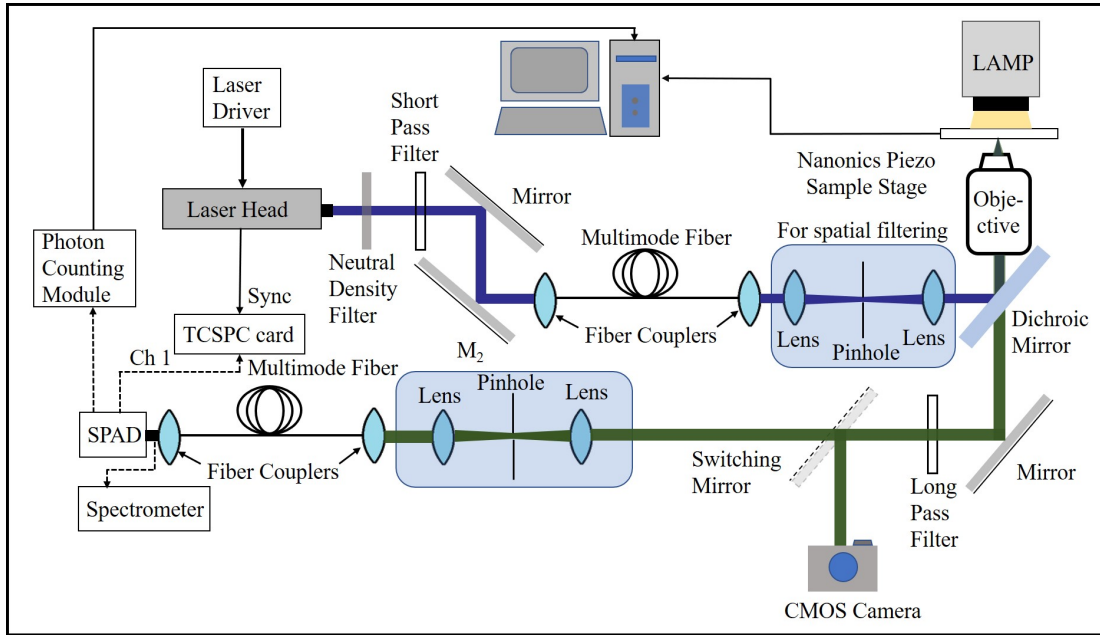 LAMP
Laser
Driver
Short
Pass
Filter
Nanonics Piezo
Sample Stage
Mirror
Laser Head
Obje-
ctive
Photon
Counting
Module
Neutral
Density
Filter
Multimode Fiber
For spatial filtering
Sync
TCSPC card
Fiber Couplers
Lens
Pinhole
Lens
Dichroic
Mirror
M2
Ch 1
Multimode Fiber
Pinhole
Lens
Lens
SPAD
Fiber Couplers
Switching
Mirror
Long
Pass
Filter
Mirror
Spectrometer
CMOS Camera